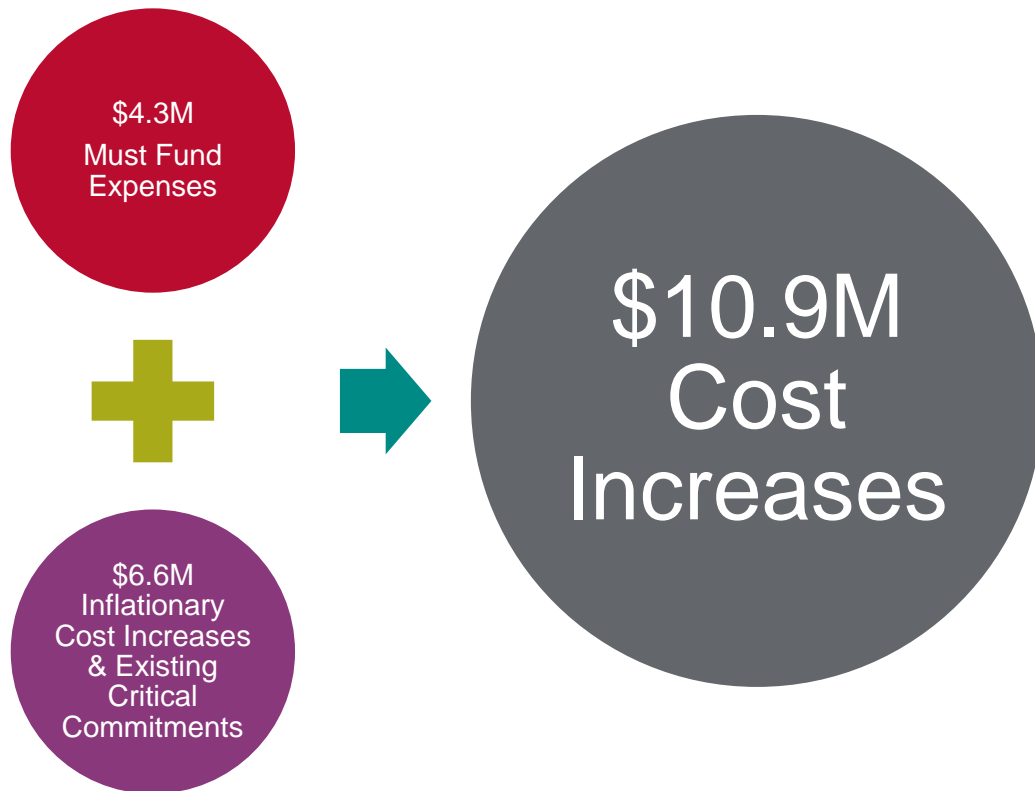 $4.3M
Must Fund
Expenses
$6.6M
Inflationary
Cost Increases
& Existing
Critical
Commitments
$10.9M
Cost
Increases